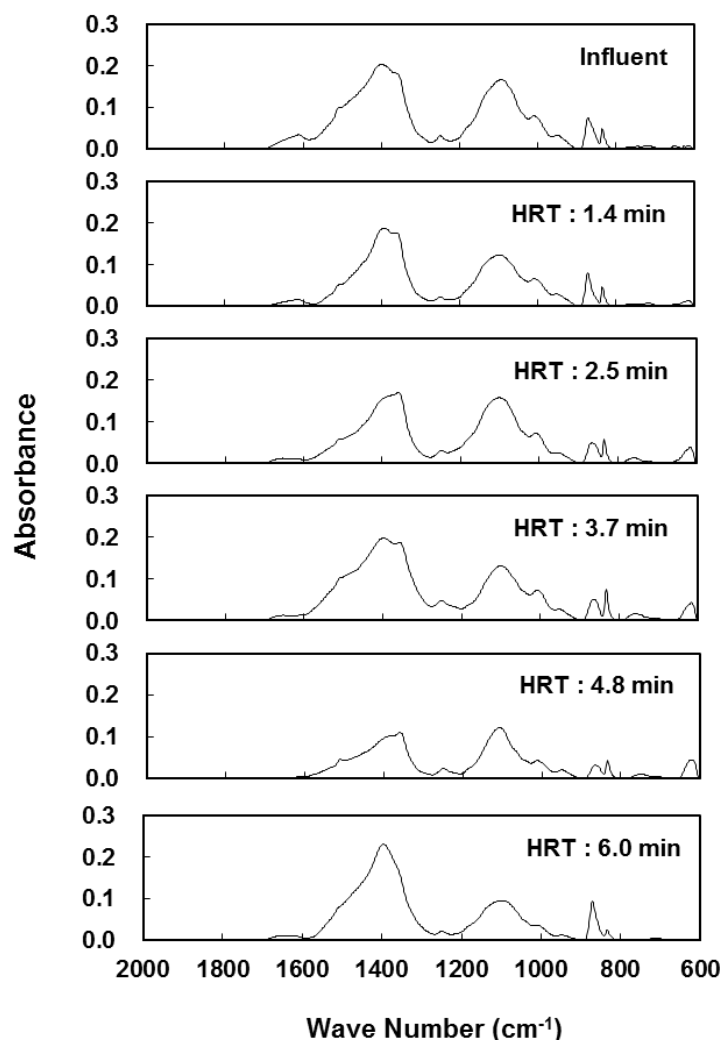 0.3
Influent
0.2
0.1
0.0
0.3
HRT : 1.4 min
0.2
0.1
0.0
0.3
HRT : 2.5 min
0.2
0.1
0.0
0.3
HRT : 3.7 min
0.2
0.1
0.0
0.3
HRT : 4.8 min
0.2
0.1
0.0
0.3
HRT : 6.0 min
0.2
0.1
0.0
2000 1800 1600 1400 1200 1000 800 600
Absorbance
Wave Number (cm⁻¹)